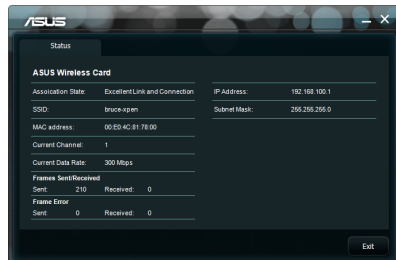 ASUS
Status
ASUS Wireless Card
Assoication State: Excellent Link and Connection
SSID: bruce-xpen
MAC address: 00:E0:4C:81:78:00
Current Channel: 1
Current Data Rate: 300 Mbps
Frames Sent/Received
Sent: 210 Received: 0
Frame Error
Sent: 0 Received: 0
IP Address: 192.168.100.1
Subnet Mask: 255.255.255.0
Exit